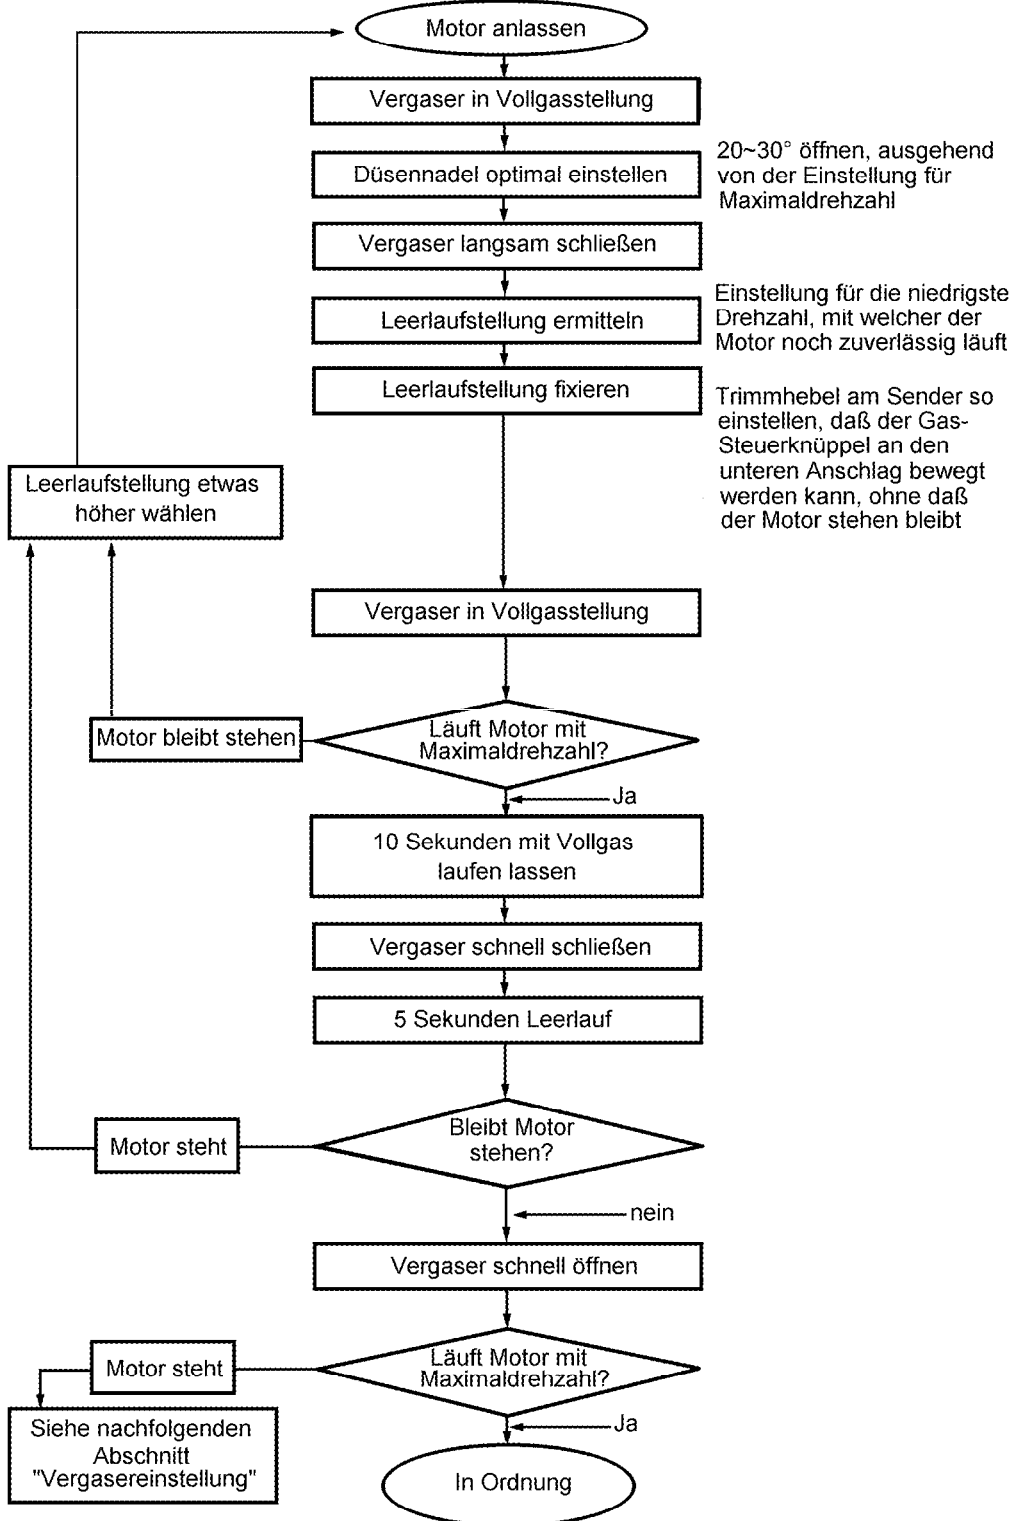 Motor anlassen
Vergaser in Vollgasstellung
Düsennadel optimal einstellen
20~30° öffnen, ausgehend
von der Einstellung für
Maximaldrehzahl
Vergaser langsam schließen
Leerlaufstellung ermitteln
Einstellung für die niedrigste
Drehzahl, mit welcher der
Motor noch zuverlässig läuft
Leerlaufstellung fixieren
Trimmhebel am Sender so
einstellen, daß der Gas-
Steuerknüppel an den
unteren Anschlag bewegt
werden kann, ohne daß
der Motor stehen bleibt
Leerlaufstellung etwas
höher wählen
Vergaser in Vollgasstellung
Läuft Motor mit
Maximaldrehzahl?
Motor bleibt stehen
Ja
10 Sekunden mit Vollgas
laufen lassen
Vergaser schnell schließen
5 Sekunden Leerlauf
Bleibt Motor
stehen?
Motor steht
nein
Vergaser schnell öffnen
Läuft Motor mit
Maximaldrehzahl?
Motor steht
Ja
Siehe nachfolgenden
Abschnitt
"Vergasereinstellung"
In Ordnung